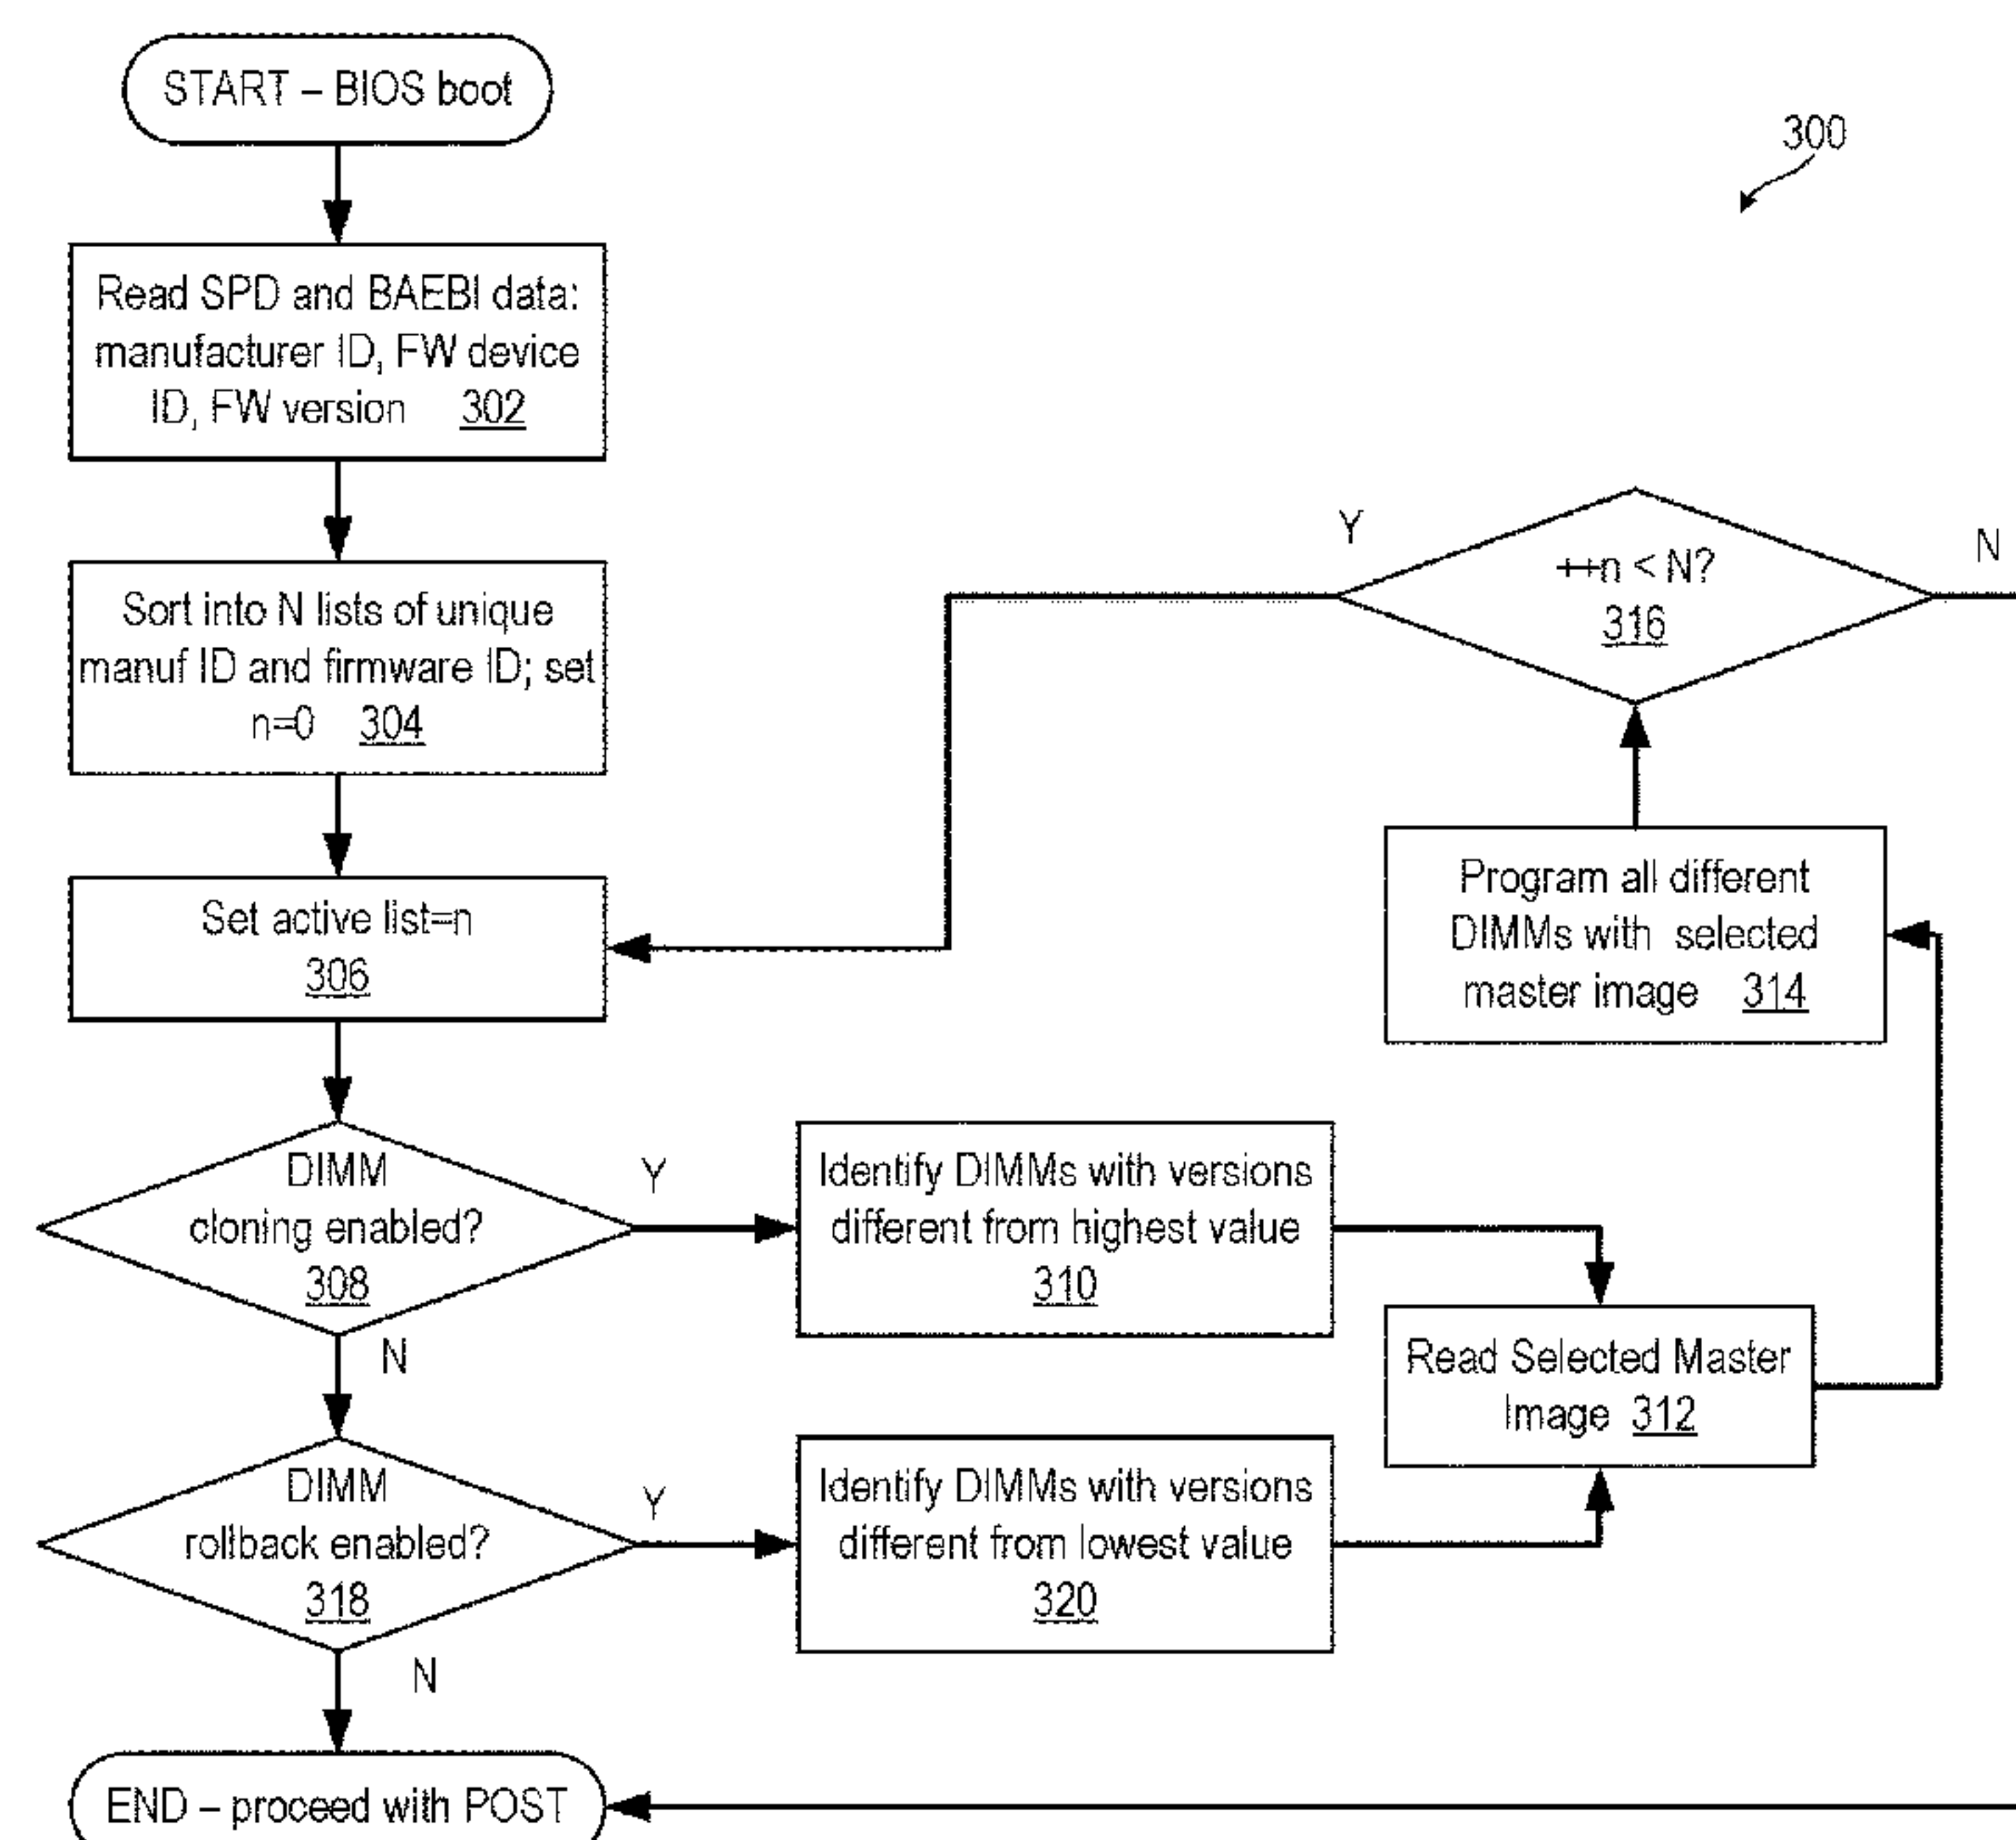 START – BIOS boot
300
Read SPD and BAEBI data:
manufacturer ID, FW device
ID, FW version 302
Sort into N lists of unique
manuf ID and firmware ID; set
n=0 304
Y
++n < N?
316
N
Set active list=n
306
Program all different
DIMMs with selected
master image 314
DIMM
cloning enabled?
308
Y
N
Identify DIMMs with versions
different from highest value
310
Read Selected Master
Image 312
DIMM
rollback enabled?
318
Y
N
Identify DIMMs with versions
different from lowest value
320
END – proceed with POST